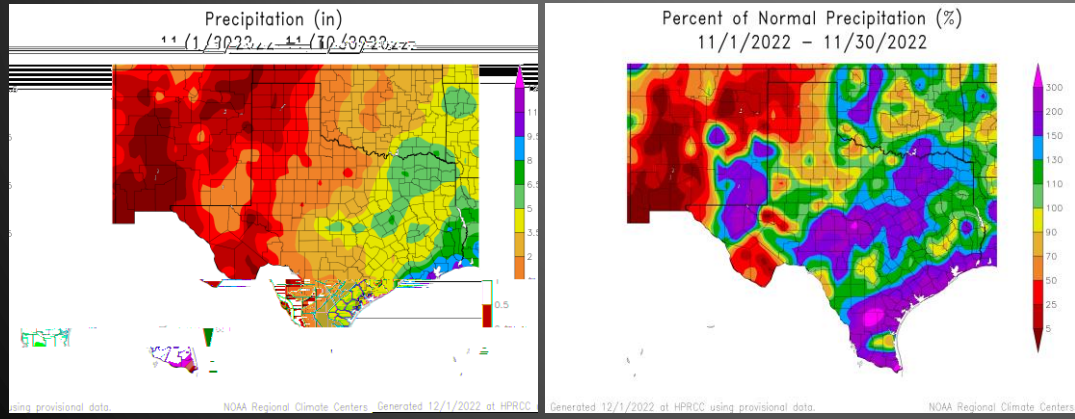 Precipitation (in)
11
9.5
8
6.5
5
3.5
2
1
0.5
using provisional data.
NOAA Regional Climate Centers
Generated 12/1/2022 at HPRCC
Percent of Normal Precipitation (%)
11/1/2022 – 11/30/2022
300
200
150
130
110
100
90
70
50
25
5
Generated 12/1/2022 at HPRCC using provisional data.
NOAA Regional Climate Centers